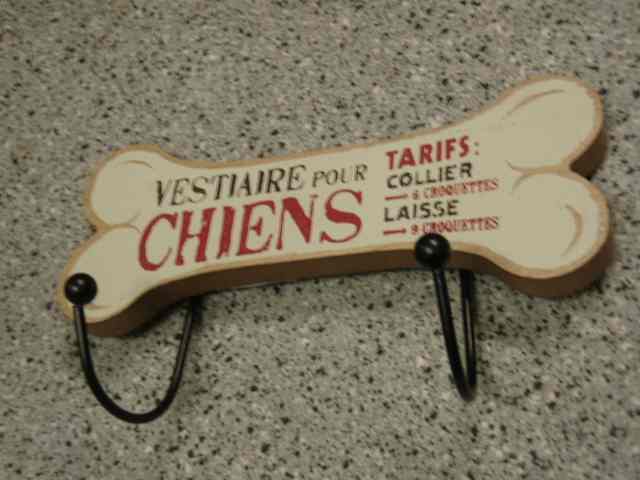 VESTIAIRE POUR
CHIENS
TARIFS:
COLLIER
→ 6 CROQUETTES
LAISSE
→ 9 CROQUETTES